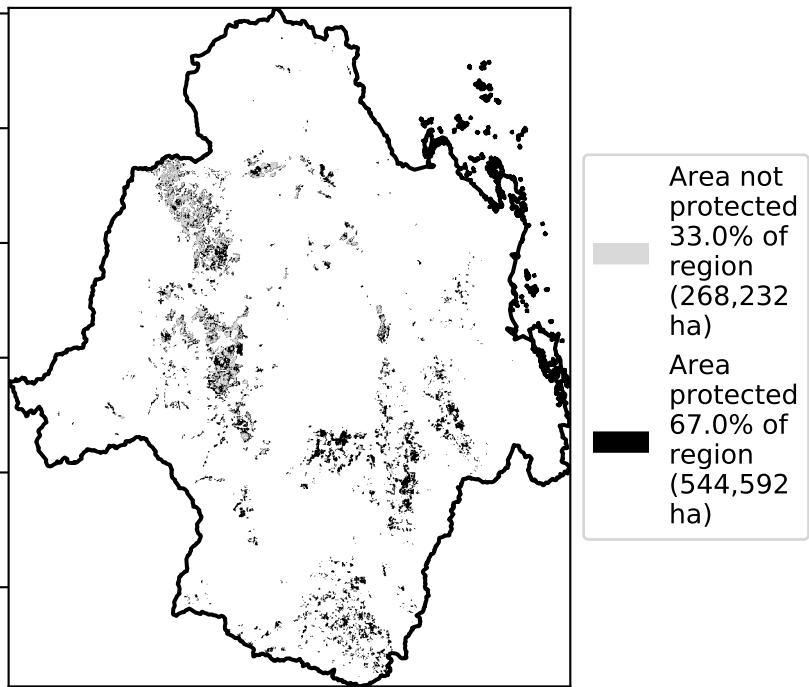 Area not
protected
33.0% of
region
(268,232
ha)
Area
protected
67.0% of
region
(544,592
ha)